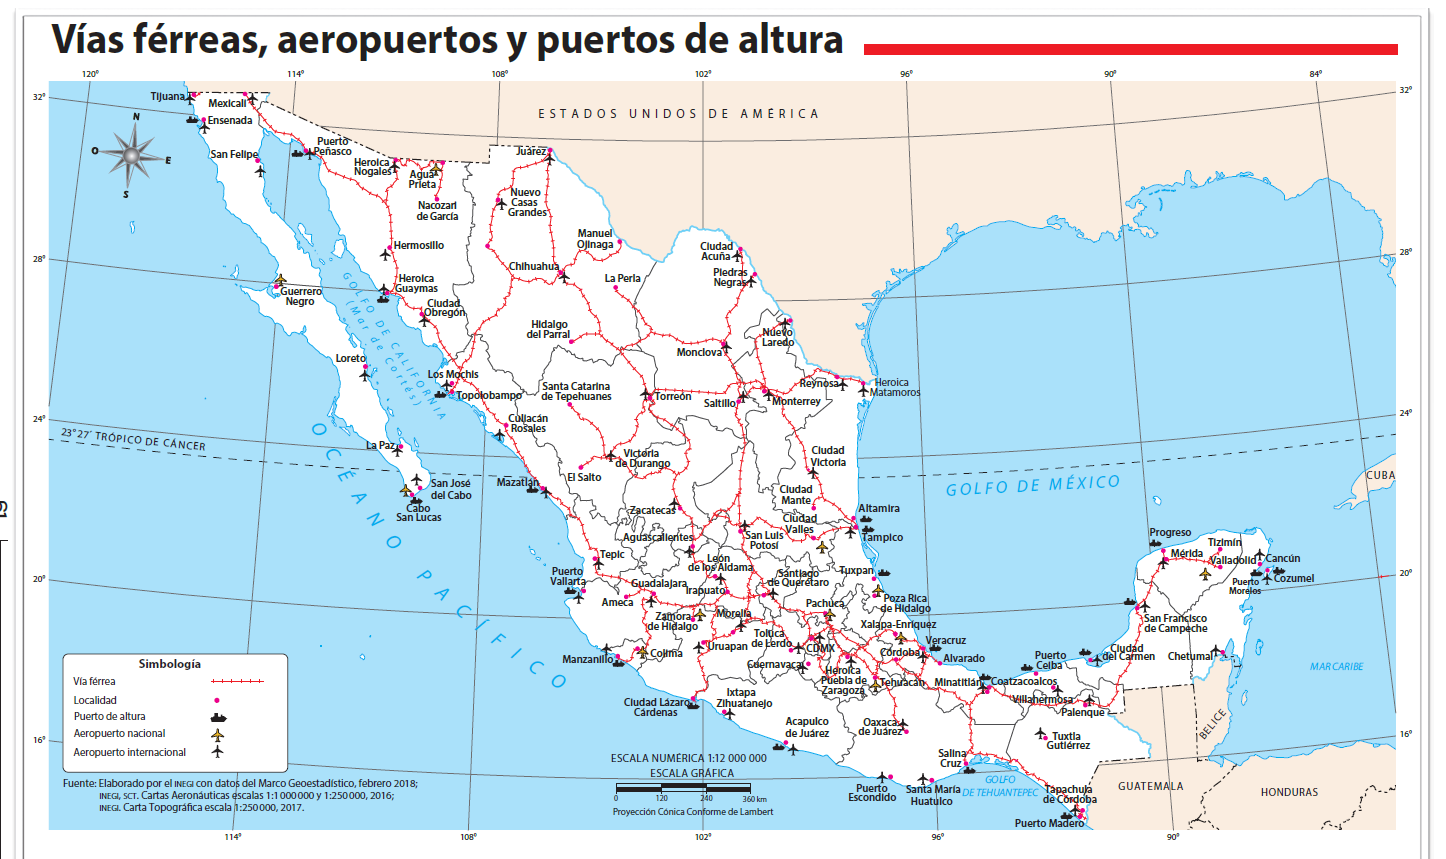 Vías férreas, aeropuertos y puertos de altura
120° 114° 108° 102° 96° 90° 84°
32°
32°
ESTADOS UNIDOS DE AMÉRICA
Tijuana
Mexicali
Ensenada
San Felipe
Puerto
Peñasco
Heroica
Nogales
Agua
Prieta
Nacozari
de García
Juárez
Nuevo
Casas
Grandes
N
O
E
S
Hermosillo
Manuel
Ojinaga
Chihuahua
La Perla
Ciudad
Acuña
Piedras
Negras
28°
28°
Guerrero
Negro
Heroica
Guaymas
Ciudad
Obregón
GOLFO DE CALIFORNIA
(Mar de Cortés)
Hidalgo
del Parral
Monclova
Nuevo
Laredo
Loreto
Los Mochis
Topolobampo
Santa Catarina
de Tepehuanes
Torreón
Saltillo
Monterrey
Reynosa
Heroica
Matamoros
24°
24°
23°27´ TRÓPICO DE CÁNCER
Culiacán
Rosales
La Paz
San José
del Cabo
Cabo
San Lucas
Victoria
de Durango
El Salto
Mazatlán
Ciudad
Victoria
Ciudad
Mante
Zacatecas
Ciudad
Valles
Altamira
Tampico
GOLFO DE MÉXICO
CUBA
OCÉANO PACÍFICO
Aguascalientes
San Luis
Potosí
Tepic
León
de los Aldama
Puerto
Vallarta
Guadalajara
Irapuato
Santiago
de Querétaro
Tuxpan
Ameca
Poza Rica
de Hidalgo
Pachuca
Zamora
de Hidalgo
Morelia
Xalapa-Enríquez
Toluca
de Lerdo
CDMX
Veracruz
Uruapan
Colima
Manzanillo
Córdoba
Alvarado
Cuernavaca
Heroica
Puebla de
Zaragoza
Tehuacán
Minatitlán
Coatzacoalcos
Puerto
Ceiba
Villahermosa
Ciudad
del Carmen
Palenque
Progreso
Mérida
Tizimín
Valladolid
Cancún
Puerto
Morelos
Cozumel
San Francisco
de Campeche
Chetumal
20°
20°
MAR CARIBE
Ciudad Lázaro
Cárdenas
Ixtapa
Zihuatanejo
Acapulco
de Juárez
Oaxaca
de Juárez
Salina
Cruz
Tuxtla
Gutiérrez
BELICE
16°
16°
Puerto
Escondido
Santa María
Huatulco
GOLFO
DE TEHUANTEPEC
Tapachula
de Córdoba
Puerto Madero
GUATEMALA
HONDURAS
Simbología
Vía férrea
Localidad
Puerto de altura
Aeropuerto nacional
Aeropuerto internacional
ESCALA NUMÉRICA 1:12 000 000
ESCALA GRÁFICA
0 120 240 360 km
Proyección Cónica Conforme de Lambert
Fuente: Elaborado por el INEGI con datos del Marco Geoestadístico, febrero 2018;
INEGI, SCT. Cartas Aeronáuticas escalas 1:1 000 000 y 1:250 000, 2016;
INEGI. Carta Topográfica escala 1:250 000, 2017.
114° 108° 102° 96° 90°